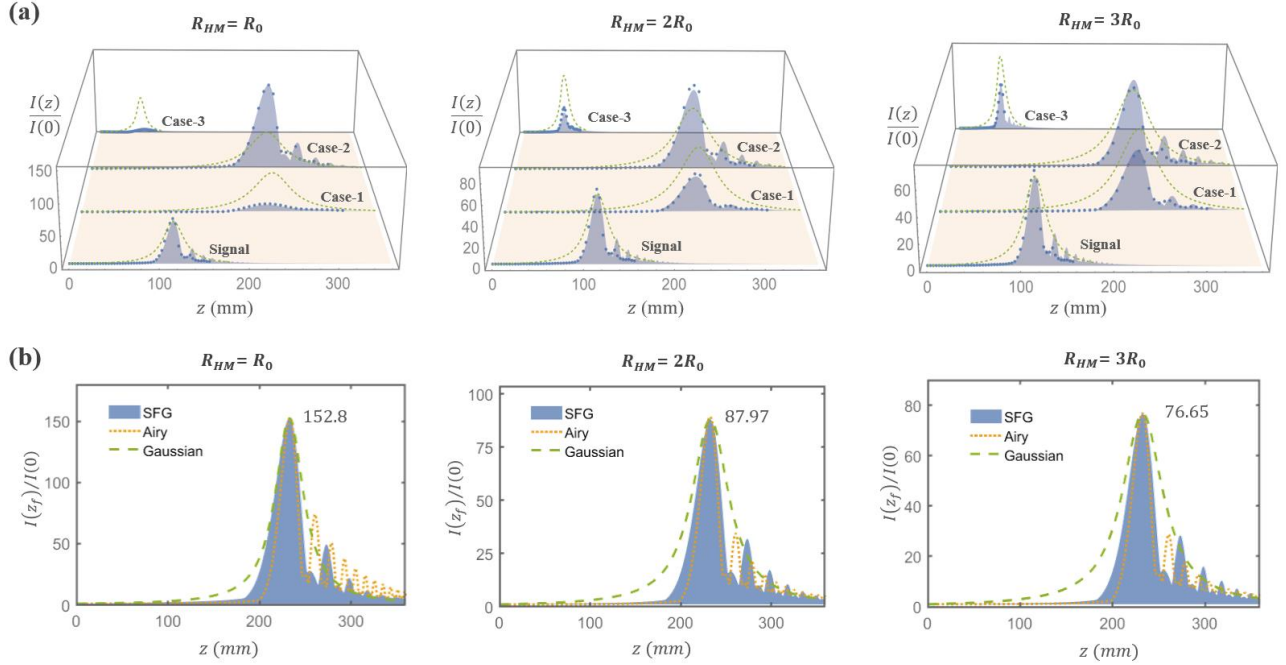 (a)
R_HM = R_0
R_HM = 2R_0
R_HM = 3R_0
I(z)/I(0)
Case-3
Case-2
Case-1
Signal
150
100
50
0
0 100 200 300
z (mm)
I(z)/I(0)
Case-3
Case-2
Case-1
Signal
80
60
40
20
0
0 100 200 300
z (mm)
I(z)/I(0)
Case-3
Case-2
Case-1
Signal
60
40
20
0
0 100 200 300
z (mm)
(b)
R_HM = R_0
R_HM = 2R_0
R_HM = 3R_0
I(z_f)/I(0)
150
100
50
0
SFG
Airy
Gaussian
152.8
0 100 200 300
z (mm)
I(z_f)/I(0)
100
75
50
25
0
SFG
Airy
Gaussian
87.97
0 100 200 300
z (mm)
I(z_f)/I(0)
80
60
40
20
0
SFG
Airy
Gaussian
76.65
0 100 200 300
z (mm)